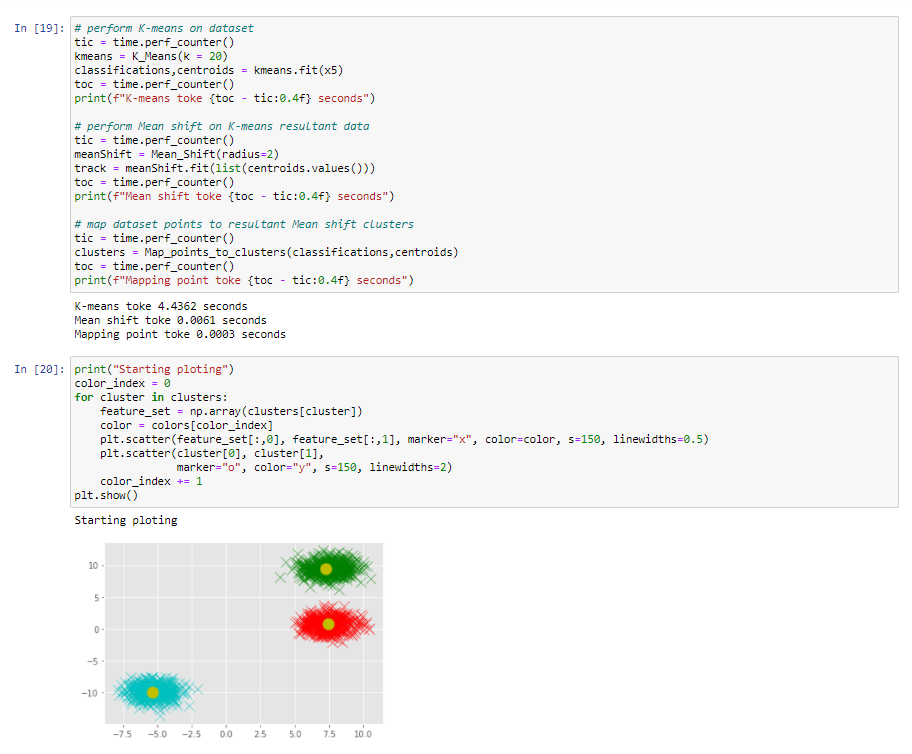 In [19]: # perform K-means on dataset
tic = time.perf_counter()
kmeans = K_Means(k = 20)
classifications,centroids = kmeans.fit(x5)
toc = time.perf_counter()
print(f"K-means toke {toc - tic:0.4f} seconds")
# perform Mean shift on K-means resultant data
tic = time.perf_counter()
meanShift = Mean_Shift(radius=2)
track = meanShift.fit(list(centroids.values()))
toc = time.perf_counter()
print(f"Mean shift toke {toc - tic:0.4f} seconds")
# map dataset points to resultant Mean shift clusters
tic = time.perf_counter()
clusters = Map_points_to_clusters(classifications,centroids)
toc = time.perf_counter()
print(f"Mapping point toke {toc - tic:0.4f} seconds")
K-means toke 4.4362 seconds
Mean shift toke 0.0061 seconds
Mapping point toke 0.0003 seconds
In [20]: print("Starting ploting")
color_index = 0
for cluster in clusters:
    feature_set = np.array(clusters[cluster])
    color = colors[color_index]
    plt.scatter(feature_set[:,0], feature_set[:,1], marker="x", color=color, s=150, linewidths=0.5)
    plt.scatter(cluster[0], cluster[1],
                marker="o", color="y", s=150, linewidths=2)
    color_index += 1
plt.show()
Starting ploting
10
5
0
−5
−10
−7.5 −5.0 −2.5 0.0 2.5 5.0 7.5 10.0